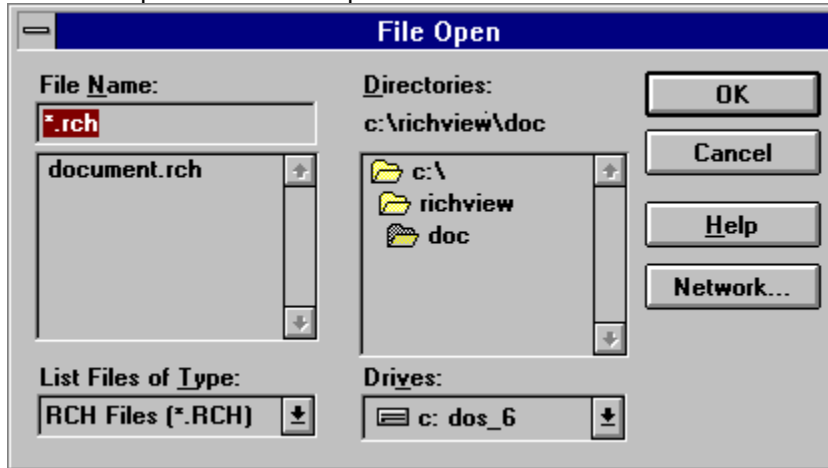 File Open
File Name:
*.rch
document.rch
Directories:
c:\richview\doc
c:\
richview
doc
OK
Cancel
Help
Network...
List Files of Type:
RCH Files (*.RCH)
Drives:
c: dos_6